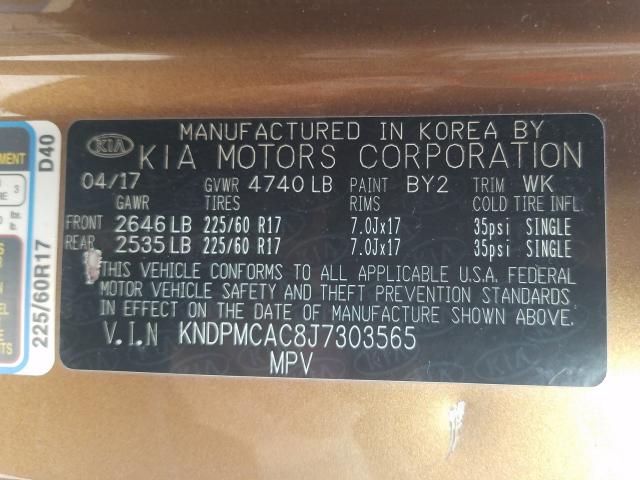 MANUFACTURED IN KOREA BY
KIA KIA MOTORS CORPORATION
04/17 GVWR 4740 LB PAINT BY2 TRIM WK
GAWR TIRES RIMS COLD TIRE INFL.
FRONT 2646 LB 225/60 R17 7.0Jx17 35psi SINGLE
REAR 2535 LB 225/60 R17 7.0Jx17 35psi SINGLE
THIS VEHICLE CONFORMS TO ALL APPLICABLE U.S.A. FEDERAL
MOTOR VEHICLE SAFETY AND THEFT PREVENTION STANDARDS
IN EFFECT ON THE DATE OF MANUFACTURE SHOWN ABOVE.
V.I.N KNDPMCAC8J7303565
MPV
D40
225/60R17
3